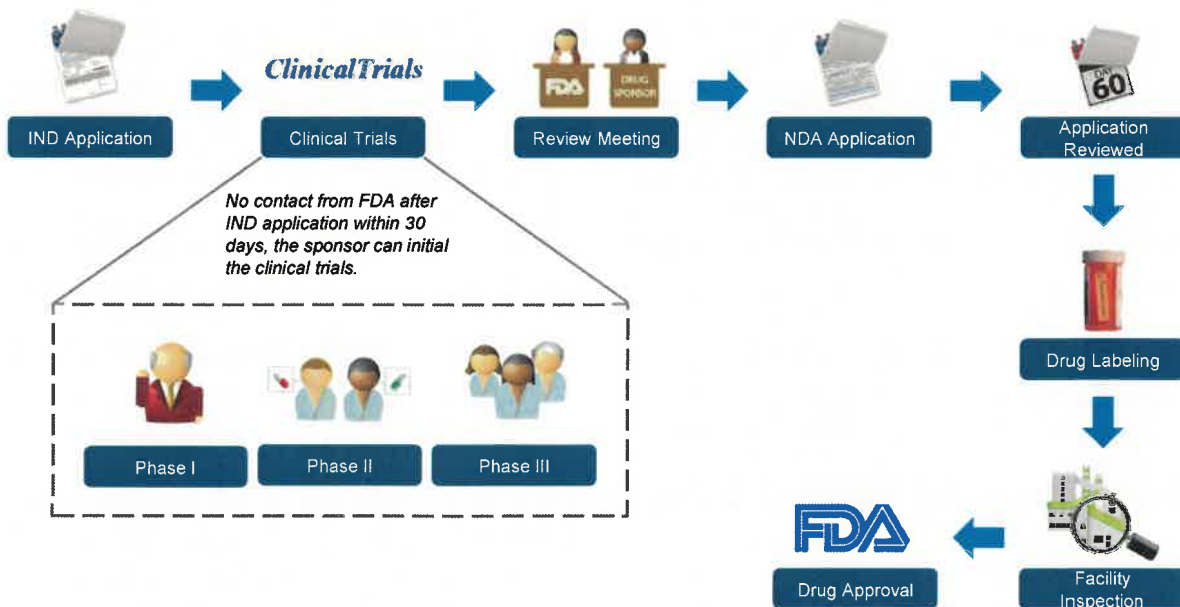 ClinicalTrials
FDA
DRUG
SPONSOR
DAY
60
IND Application
Clinical Trials
Review Meeting
NDA Application
Application
Reviewed
No contact from FDA after
IND application within 30
days, the sponsor can initial
the clinical trials.
Drug Labeling
Phase I
Phase II
Phase III
FDA
Drug Approval
Facility
Inspection